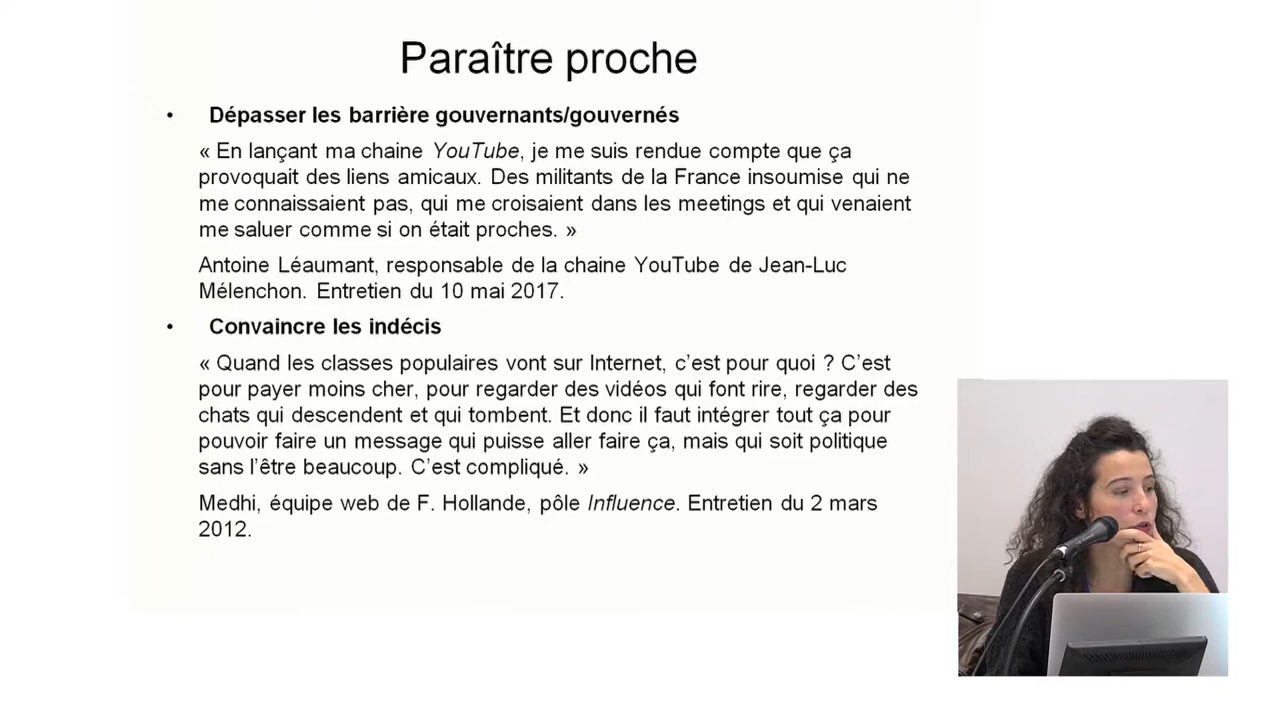 Paraître proche
• Dépasser les barrière gouvernants/gouvernés
« En lançant ma chaine YouTube, je me suis rendue compte que ça
provoquait des liens amicaux. Des militants de la France insoumise qui ne
me connaissaient pas, qui me croisaient dans les meetings et qui venaient
me saluer comme si on était proches. »
Antoine Léaumant, responsable de la chaine YouTube de Jean-Luc
Mélenchon. Entretien du 10 mai 2017.
• Convaincre les indécis
« Quand les classes populaires vont sur Internet, c’est pour quoi ? C’est
pour payer moins cher, pour regarder des vidéos qui font rire, regarder des
chats qui descendent et qui tombent. Et donc il faut intégrer tout ça pour
pouvoir faire un message qui puisse aller faire ça, mais qui soit politique
sans l’être beaucoup. C’est compliqué. »
Medhi, équipe web de F. Hollande, pôle Influence. Entretien du 2 mars
2012.